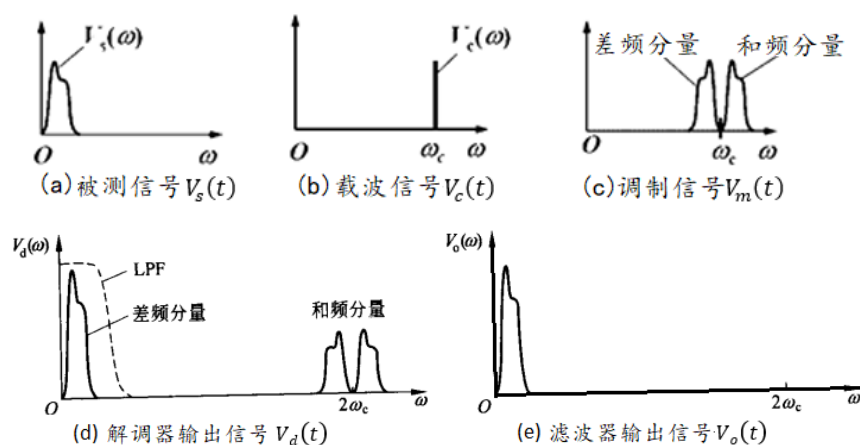 V_s(ω)
O
ω
(a)被测信号V_s(t)
V_c(ω)
O
ω_c
ω
(b)载波信号V_c(t)
差频分量
和频分量
O
ω_c
ω
(c)调制信号V_m(t)
V_d(ω)
LPF
差频分量
和频分量
O
2ω_c
ω
(d) 解调器输出信号 V_d(t)
V_o(ω)
O
2ω_c
ω
(e) 滤波器输出信号V_o(t)